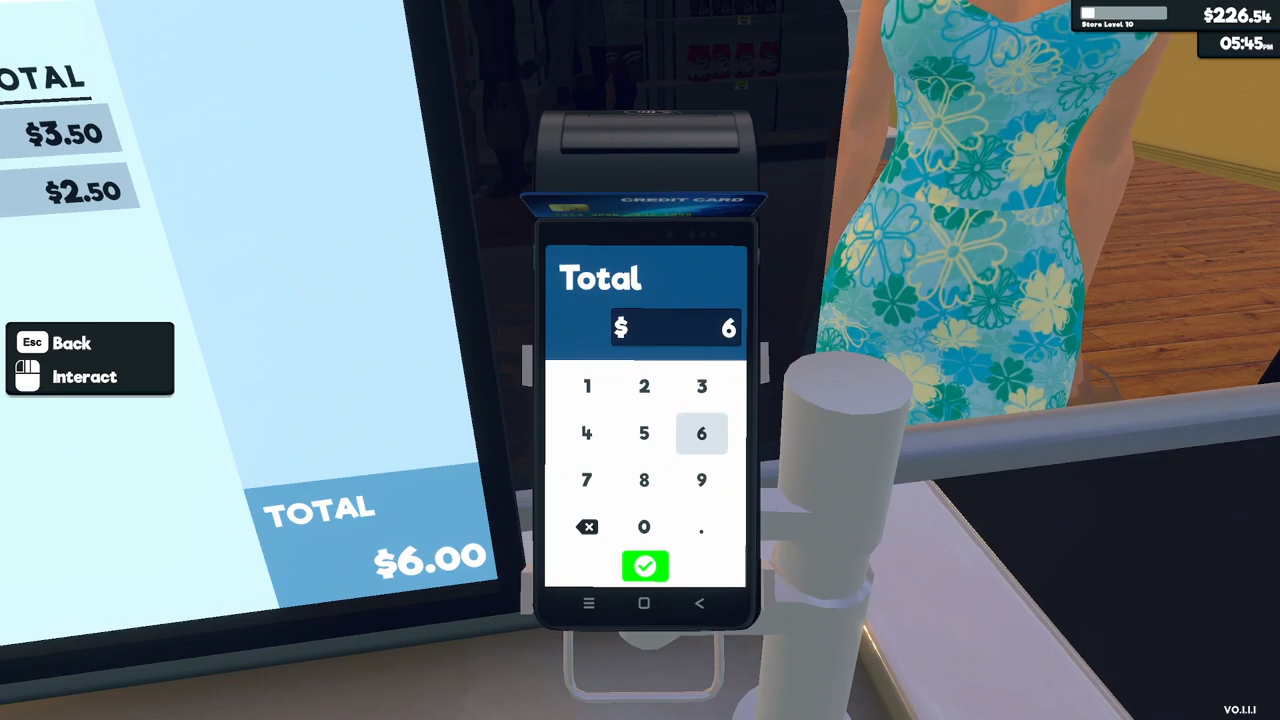 Store Level 10
$226.54
05:45PM
OTAL
$3.50
$2.50
TOTAL
$6.00
Esc Back
Interact
CREDIT CARD
Total
$ 6
1 2 3
4 5 6
7 8 9
0 .
V0.1.1.1